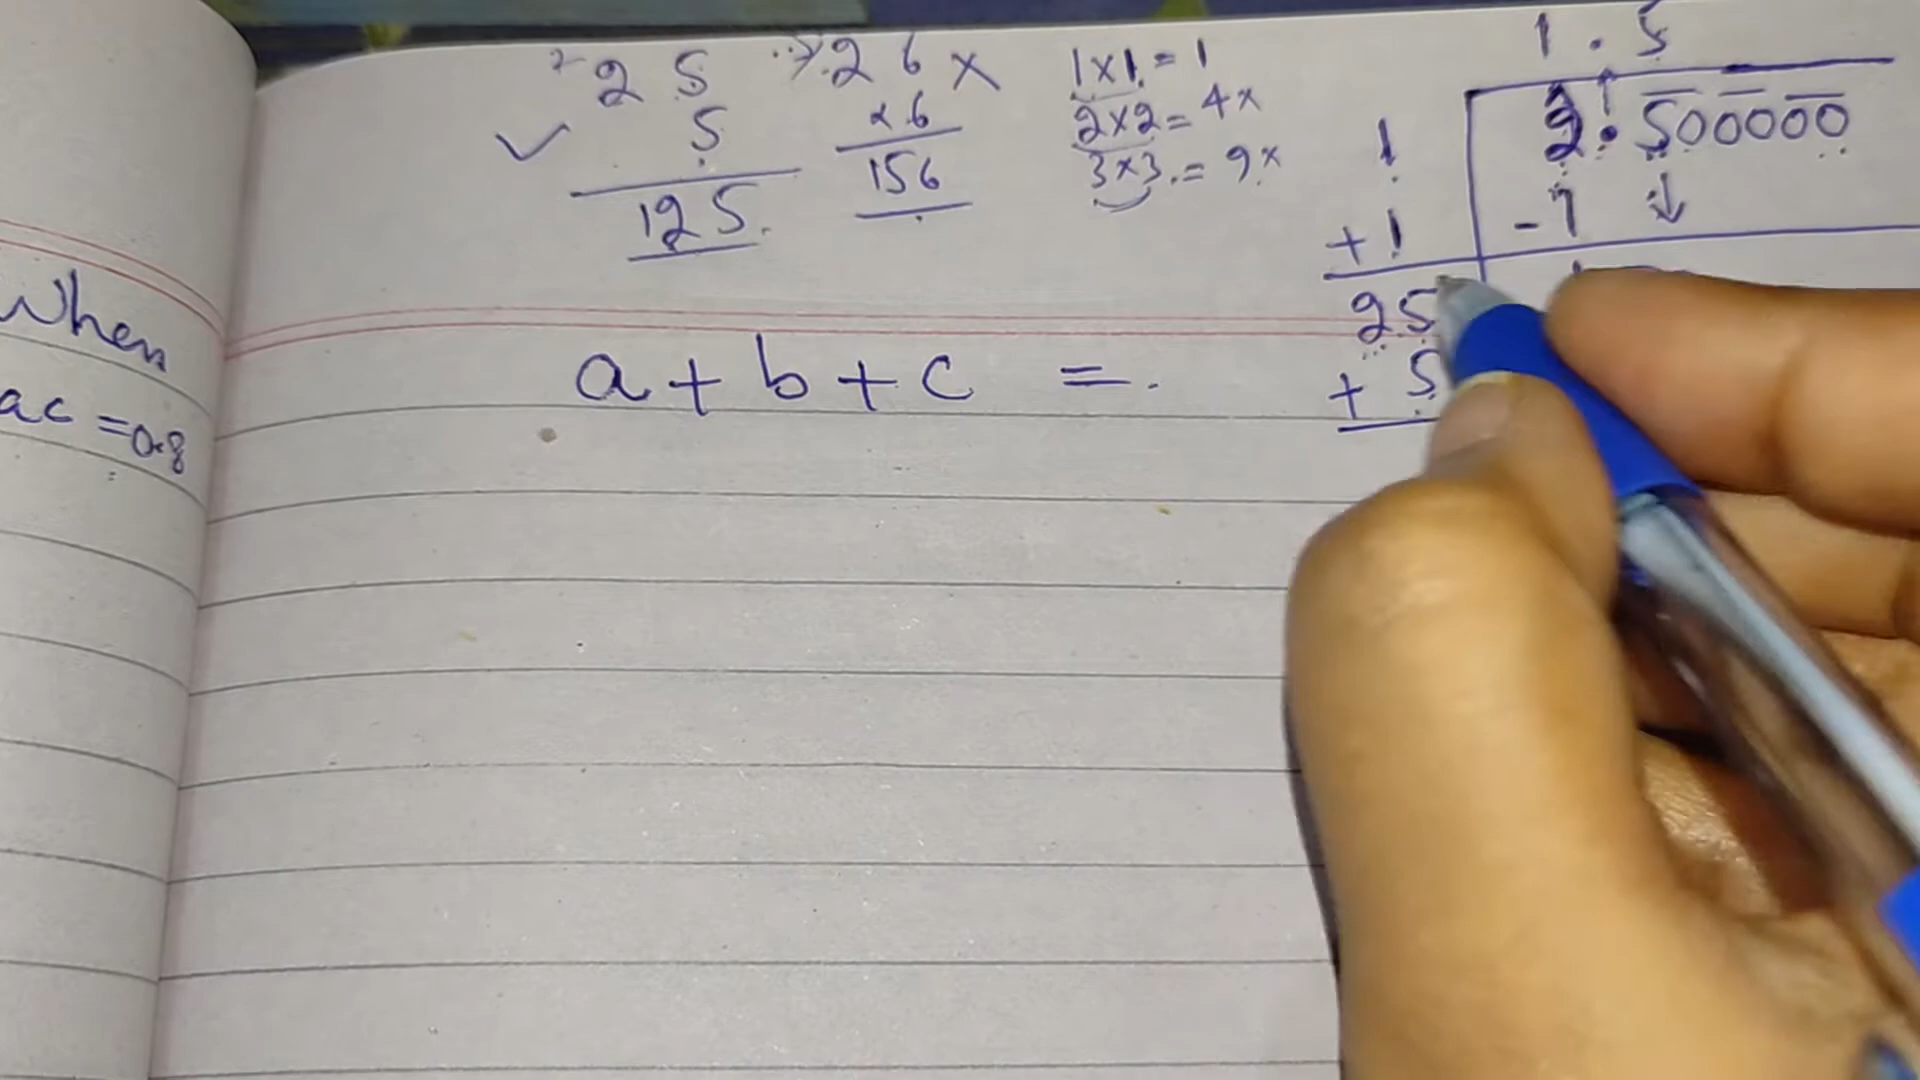 When
ac = 0.8
25
5
125
26 x
x 6
156
1x1 = 1
2x2 = 4x
3x3 = 9x
a + b + c =
1.5
1
2.500000
+1
-1
25
+ 5